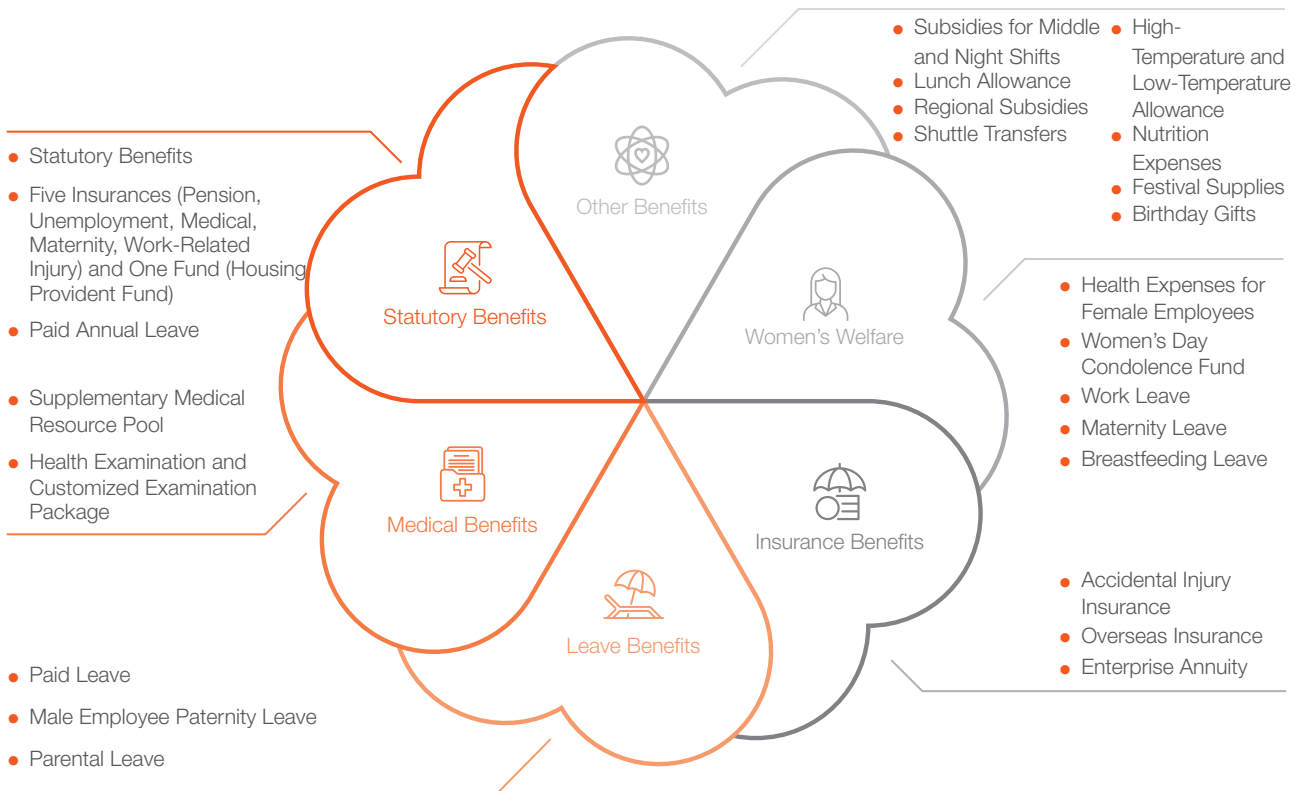 Subsidies for Middle
and Night Shifts
Lunch Allowance
Regional Subsidies
Shuttle Transfers
High-
Temperature and
Low-Temperature
Allowance
Nutrition
Expenses
Festival Supplies
Birthday Gifts
Statutory Benefits
Five Insurances (Pension,
Unemployment, Medical,
Maternity, Work-Related
Injury) and One Fund (Housing
Provident Fund)
Paid Annual Leave
Other Benefits
Statutory Benefits
Women’s Welfare
Health Expenses for
Female Employees
Women’s Day
Condolence Fund
Work Leave
Maternity Leave
Breastfeeding Leave
Supplementary Medical
Resource Pool
Health Examination and
Customized Examination
Package
Medical Benefits
Insurance Benefits
Leave Benefits
Accidental Injury
Insurance
Overseas Insurance
Enterprise Annuity
Paid Leave
Male Employee Paternity Leave
Parental Leave